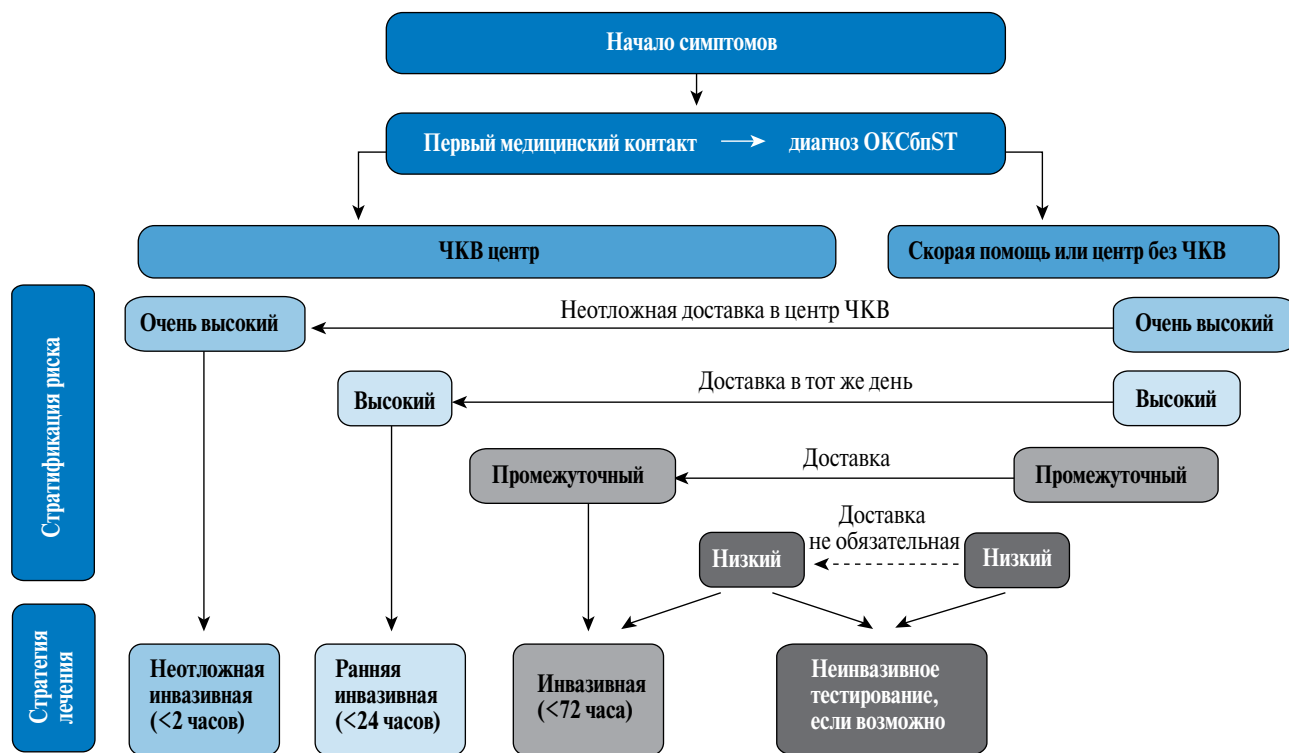 Начало симптомов
Первый медицинский контакт
диагноз ОКСбпST
ЧКВ центр
Скорая помощь или центр без ЧКВ
Стратификация риска
Очень высокий
Неотложная доставка в центр ЧКВ
Очень высокий
Высокий
Доставка в тот же день
Высокий
Промежуточный
Доставка
Промежуточный
Низкий
Доставка
не обязательная
Низкий
Стратегия
лечения
Неотложная
инвазивная
(<2 часов)
Ранняя
инвазивная
(<24 часов)
Инвазивная
(<72 часа)
Неинвазивное
тестирование,
если возможно